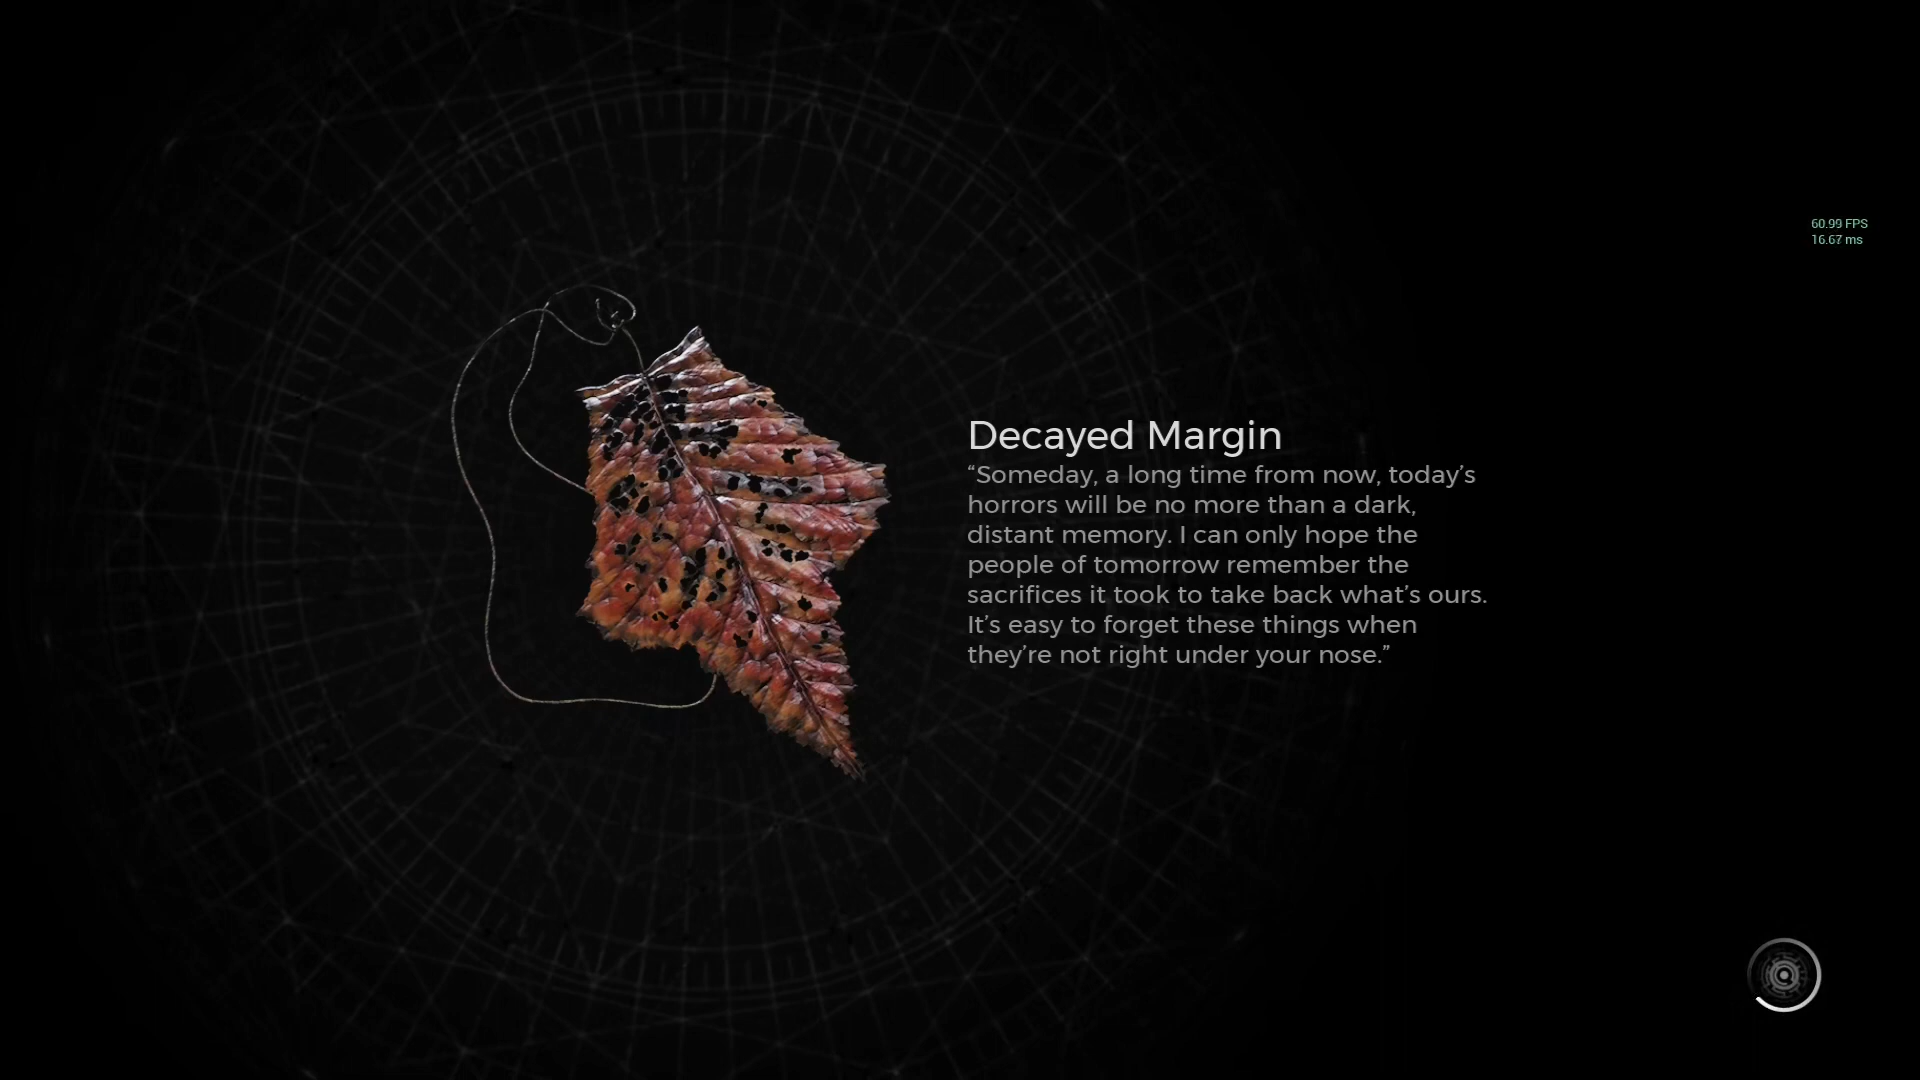 60.99 FPS
16.67 ms
Decayed Margin
“Someday, a long time from now, today’s
horrors will be no more than a dark,
distant memory. I can only hope the
people of tomorrow remember the
sacrifices it took to take back what’s ours.
It’s easy to forget these things when
they’re not right under your nose.”